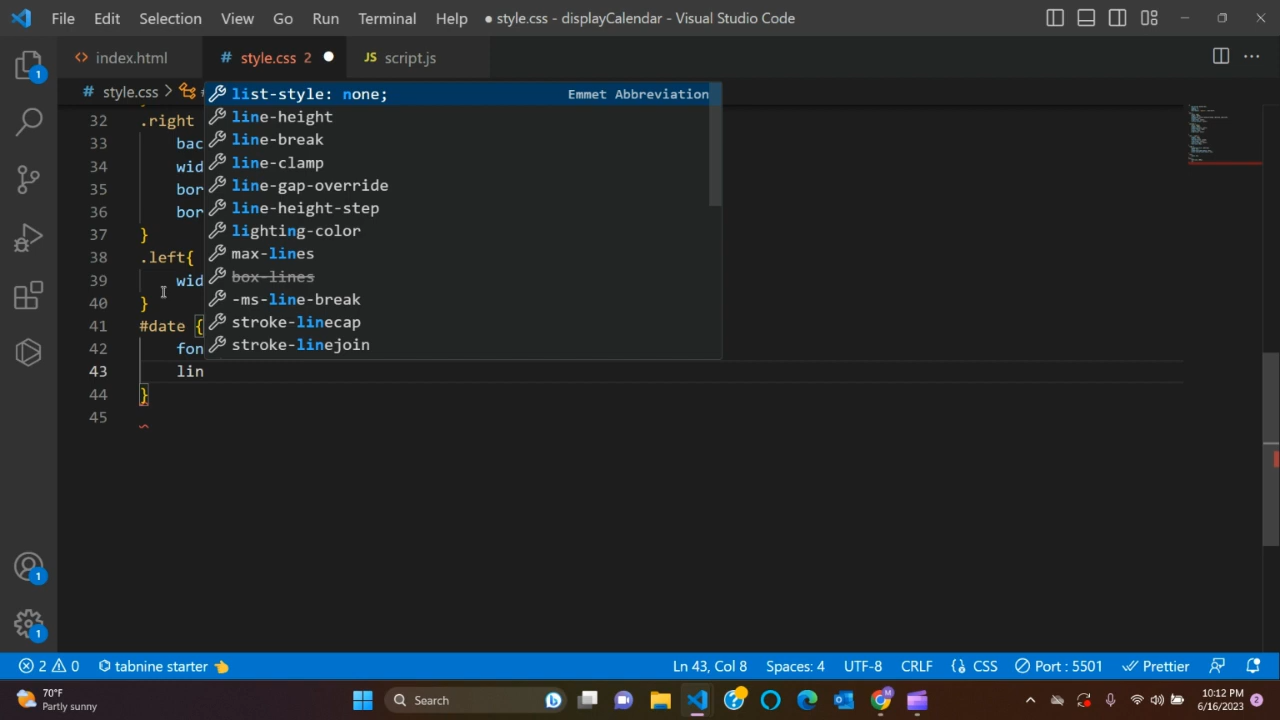 File Edit Selection View Go Run Terminal Help ● style.css - displayCalendar - Visual Studio Code
<> index.html # style.css 2 JS script.js
# style.css >
32 .right
33 bac
34 wid
35 bor
36 bor
37 }
38 .left{
39 wid
40 }
41 #date {
42 fon
43 lin
44 }
45
list-style: none; Emmet Abbreviation
line-height
line-break
line-clamp
line-gap-override
line-height-step
lighting-color
max-lines
box-lines
-ms-line-break
stroke-linecap
stroke-linejoin
1
1
1
2 0 tabnine starter 👈 Ln 43, Col 8 Spaces: 4 UTF-8 CRLF {} CSS Port : 5501 Prettier
70°F
Partly sunny
Search
10:12 PM
6/16/2023
2